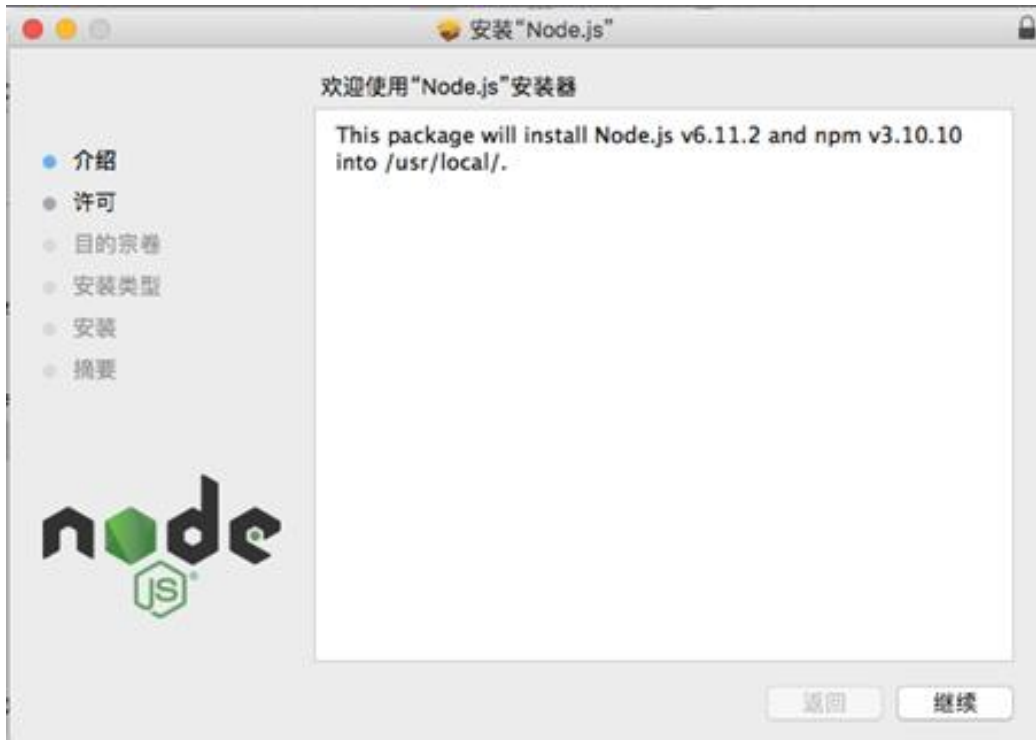 安装“Node.js”
欢迎使用“Node.js”安装器
This package will install Node.js v6.11.2 and npm v3.10.10
into /usr/local/.
介绍
许可
目的宗卷
安装类型
安装
摘要
node
JS
返回
继续